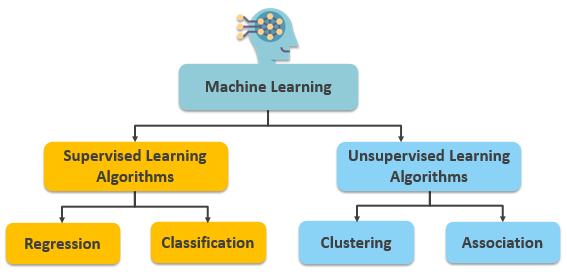 Machine Learning
Supervised Learning
Algorithms
Unsupervised Learning
Algorithms
Regression
Classification
Clustering
Association